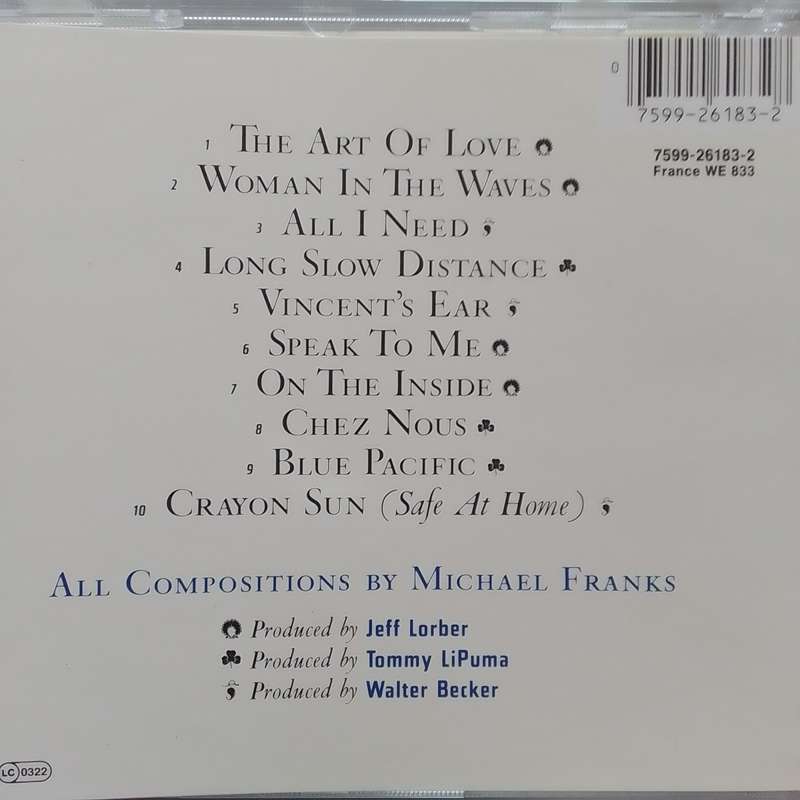 0
7599-26183-2
7599-26183-2
France WE 833
1 THE ART OF LOVE
2 WOMAN IN THE WAVES
3 ALL I NEED
4 LONG SLOW DISTANCE
5 VINCENT'S EAR
6 SPEAK TO ME
7 ON THE INSIDE
8 CHEZ NOUS
9 BLUE PACIFIC
10 CRAYON SUN (Safe At Home)
ALL COMPOSITIONS BY MICHAEL FRANKS
Produced by Jeff Lorber
Produced by Tommy LiPuma
Produced by Walter Becker
LC 0322